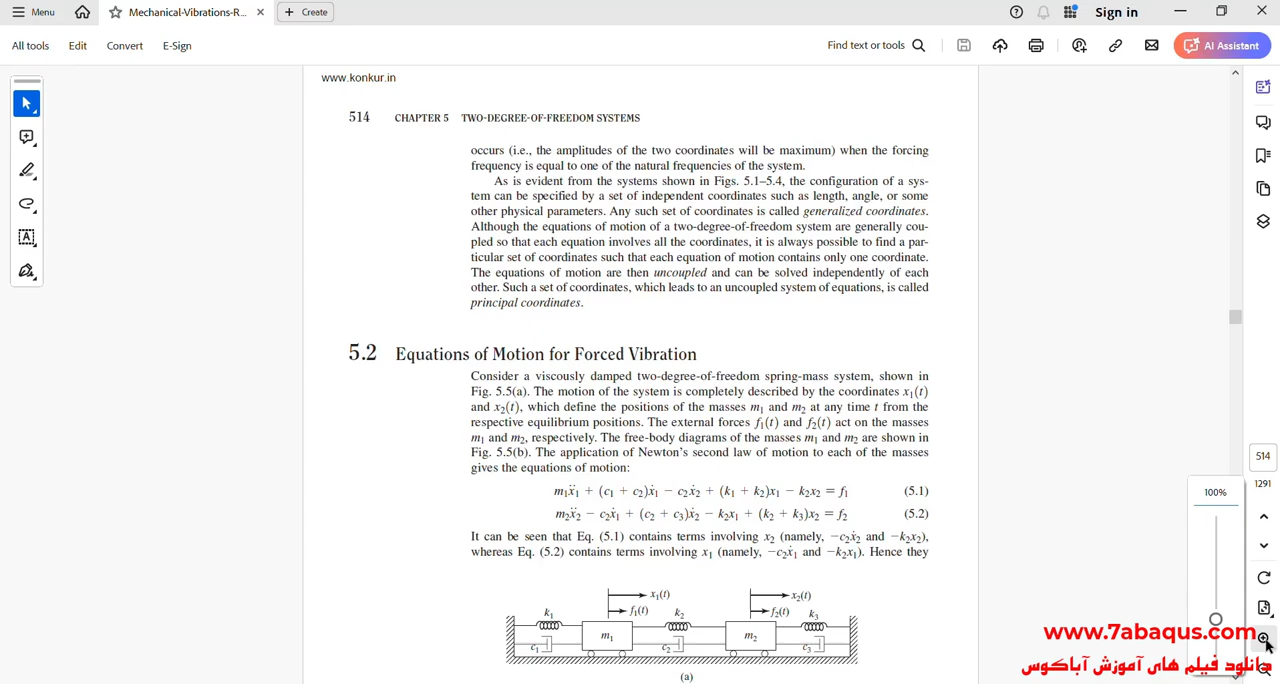 Menu
Mechanical-Vibrations-R...
Create
Sign in
All tools
Edit
Convert
E-Sign
Find text or tools
AI Assistant
www.konkur.in
514 CHAPTER 5 TWO-DEGREE-OF-FREEDOM SYSTEMS
occurs (i.e., the amplitudes of the two coordinates will be maximum) when the forcing
frequency is equal to one of the natural frequencies of the system.
As is evident from the systems shown in Figs. 5.1–5.4, the configuration of a sys-
tem can be specified by a set of independent coordinates such as length, angle, or some
other physical parameters. Any such set of coordinates is called generalized coordinates.
Although the equations of motion of a two-degree-of-freedom system are generally cou-
pled so that each equation involves all the coordinates, it is always possible to find a par-
ticular set of coordinates such that each equation of motion contains only one coordinate.
The equations of motion are then uncoupled and can be solved independently of each
other. Such a set of coordinates, which leads to an uncoupled system of equations, is called
principal coordinates.
5.2 Equations of Motion for Forced Vibration
Consider a viscously damped two-degree-of-freedom spring-mass system, shown in
Fig. 5.5(a). The motion of the system is completely described by the coordinates x₁(t)
and x₂(t), which define the positions of the masses m₁ and m₂ at any time t from the
respective equilibrium positions. The external forces f₁(t) and f₂(t) act on the masses
m₁ and m₂, respectively. The free-body diagrams of the masses m₁ and m₂ are shown in
Fig. 5.5(b). The application of Newton's second law of motion to each of the masses
gives the equations of motion:
m₁ẍ₁ + (c₁ + c₂)ẋ₁ − c₂ẋ₂ + (k₁ + k₂)x₁ − k₂x₂ = f₁ (5.1)
m₂ẍ₂ − c₂ẋ₁ + (c₂ + c₃)ẋ₂ − k₂x₁ + (k₂ + k₃)x₂ = f₂ (5.2)
It can be seen that Eq. (5.1) contains terms involving x₂ (namely, −c₂ẋ₂ and −k₂x₂),
whereas Eq. (5.2) contains terms involving x₁ (namely, −c₂ẋ₁ and −k₂x₁). Hence they
x₁(t) x₂(t)
k₁ f₁(t) k₂ f₂(t) k₃
m₁ m₂
c₁ c₂ c₃
(a)
514
1291
100%
www.7abaqus.com
دانلود فیلم های آموزش آباکوس